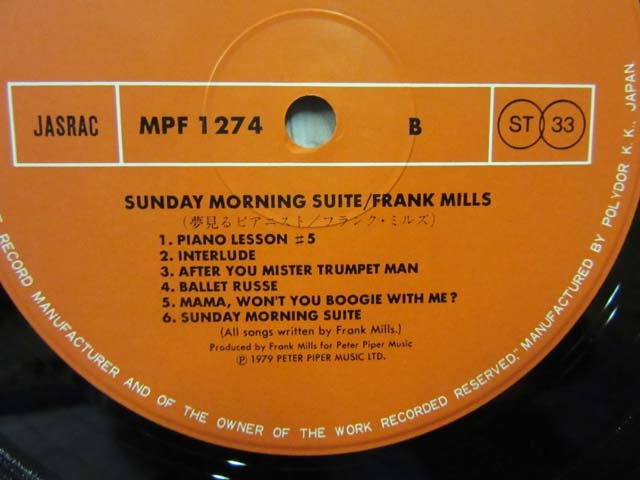 JASRAC
MPF 1274
B
ST 33
SUNDAY MORNING SUITE/FRANK MILLS
(夢見るピアニスト/フランク・ミルズ)
1. PIANO LESSON ♯5
2. INTERLUDE
3. AFTER YOU MISTER TRUMPET MAN
4. BALLET RUSSE
5. MAMA, WON'T YOU BOOGIE WITH ME?
6. SUNDAY MORNING SUITE
(All songs written by Frank Mills.)
Produced by Frank Mills for Peter Piper Music
Ⓟ 1979 PETER PIPER MUSIC LTD.
RECORD MANUFACTURER AND OF THE OWNER OF THE WORK RECORDED RESERVED." MANUFACTURED BY POLYDOR K. K., JAPAN